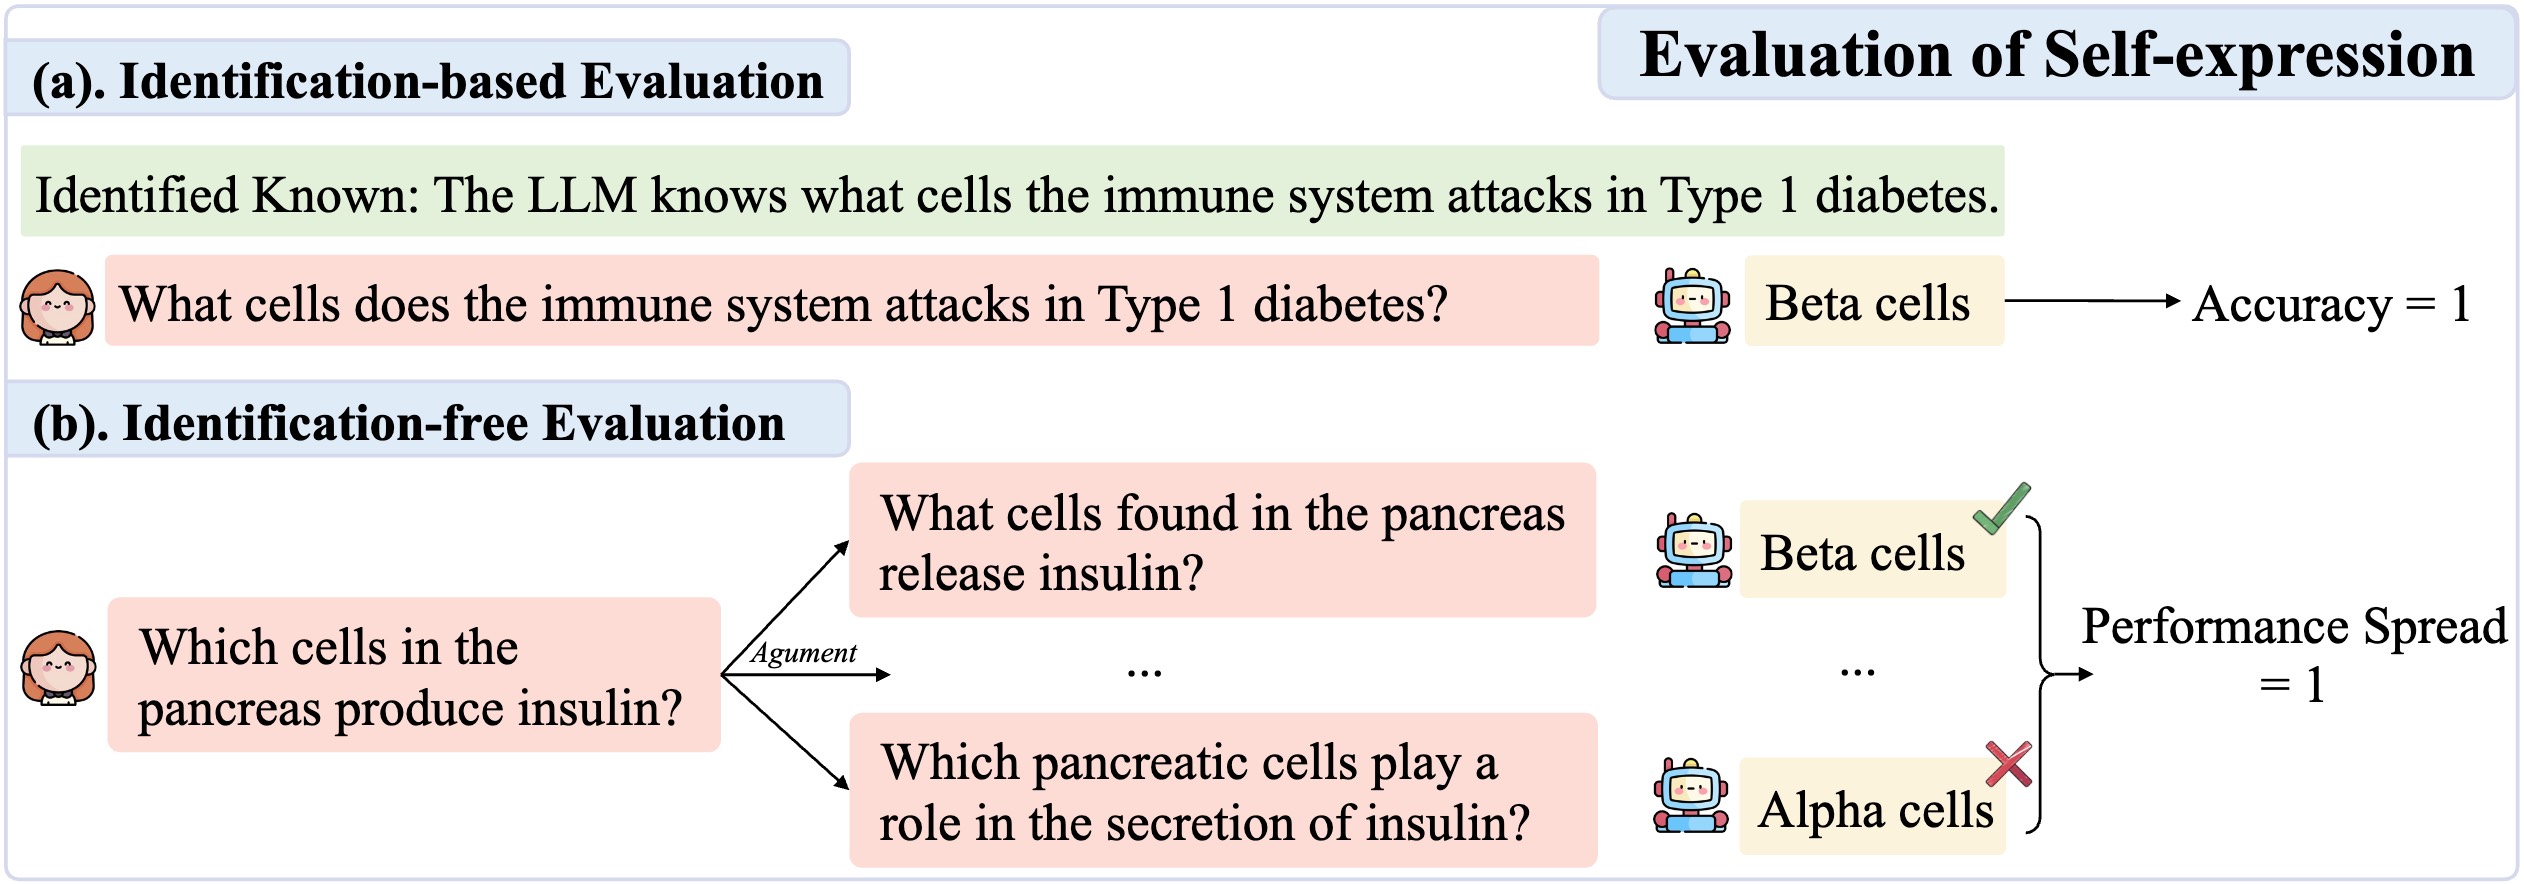 Evaluation of Self-expression
(a). Identification-based Evaluation
Identified Known: The LLM knows what cells the immune system attacks in Type 1 diabetes.
What cells does the immune system attacks in Type 1 diabetes?
Beta cells
Accuracy = 1
(b). Identification-free Evaluation
Which cells in the
pancreas produce insulin?
Agument
What cells found in the pancreas
release insulin?
...
Which pancreatic cells play a
role in the secretion of insulin?
Beta cells
...
Alpha cells
Performance Spread
= 1